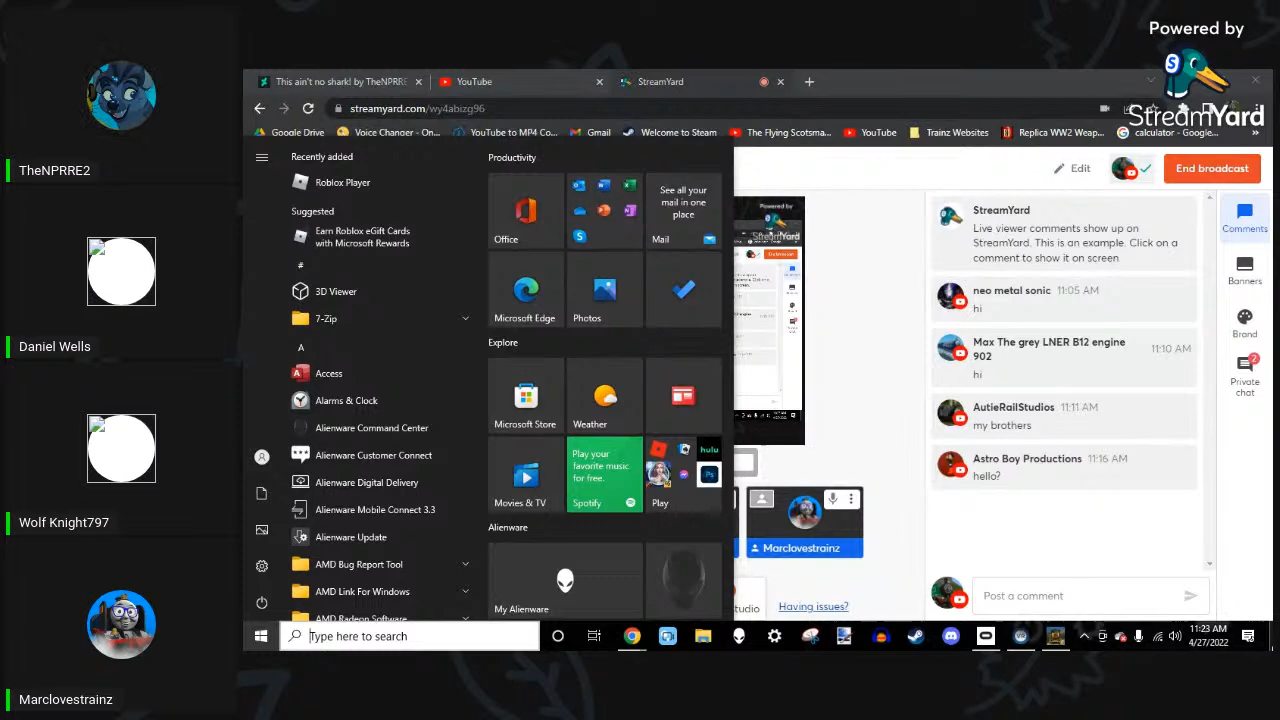 Powered by
StreamYard
TheNPRRE2
Daniel Wells
Wolf Knight797
Marclovestrainz
This ain't no shark! by TheNPRRE
YouTube
StreamYard
streamyard.com/wy4abizg96
Google Drive
Voice Changer - On...
YouTube to MP4 Co...
Gmail
Welcome to Steam
The Flying Scotsma...
YouTube
Trainz Websites
Replica WW2 Weap...
calculator - Google...
Recently added
Roblox Player
Suggested
Earn Roblox eGift Cards
with Microsoft Rewards
#
3D Viewer
7-Zip
A
Access
Alarms & Clock
Alienware Command Center
Alienware Customer Connect
Alienware Digital Delivery
Alienware Mobile Connect 3.3
Alienware Update
AMD Bug Report Tool
AMD Link For Windows
AMD Radeon Software
Productivity
Office
See all your
mail in one
place
Mail
Microsoft Edge
Photos
Explore
Microsoft Store
Weather
Movies & TV
Play your
favorite music
for free.
Spotify
hulu
Ps
Play
Alienware
My Alienware
Powered by
StreamYard
Marclovestrainz
tudio
Having issues?
Edit
End broadcast
StreamYard
Live viewer comments show up on
StreamYard. This is an example. Click on a
comment to show it on screen
neo metal sonic 11:05 AM
hi
Max The grey LNER B12 engine
902 11:10 AM
hi
AutieRailStudios 11:11 AM
my brothers
Astro Boy Productions 11:16 AM
hello?
Post a comment
Comments
Banners
Brand
2
Private
chat
Type here to search
11:23 AM
4/27/2022